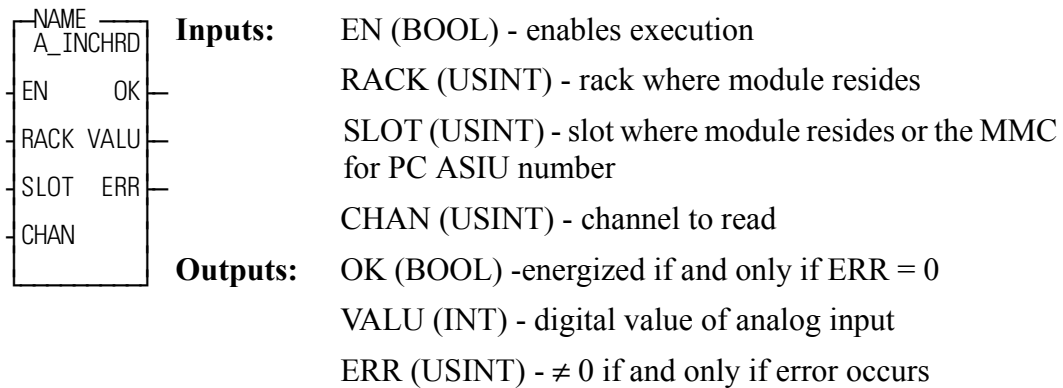 NAME
A_INCHRD
EN OK
RACK VALU
SLOT ERR
CHAN
Inputs: EN (BOOL) - enables execution
RACK (USINT) - rack where module resides
SLOT (USINT) - slot where module resides or the MMC
for PC ASIU number
CHAN (USINT) - channel to read
Outputs: OK (BOOL) -energized if and only if ERR = 0
VALU (INT) - digital value of analog input
ERR (USINT) - ≠ 0 if and only if error occurs